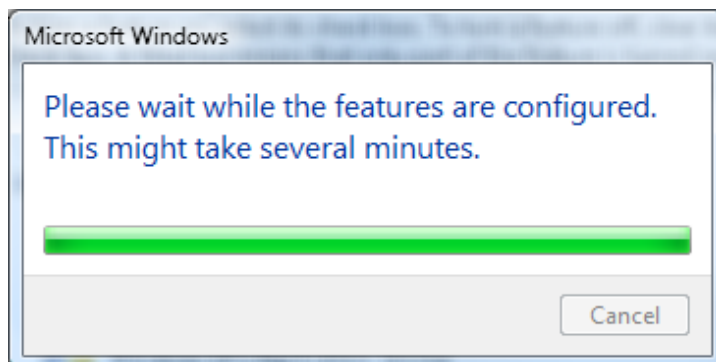 Microsoft Windows
Please wait while the features are configured.
This might take several minutes.
Cancel